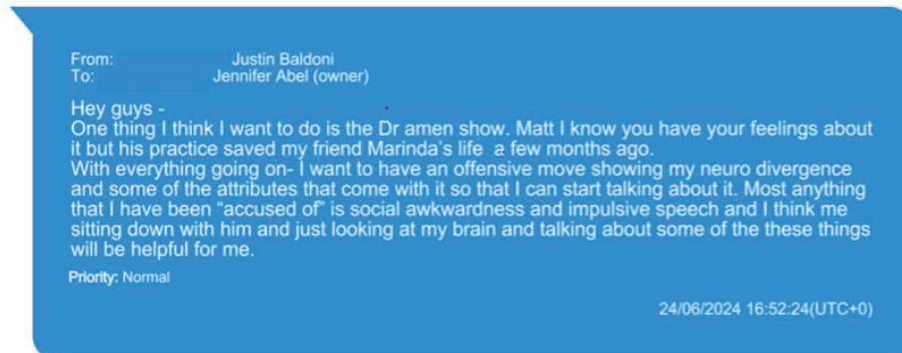 From: Justin Baldoni
To: Jennifer Abel (owner)
Hey guys -
One thing I think I want to do is the Dr amen show. Matt I know you have your feelings about
it but his practice saved my friend Marinda's life  a few months ago.
With everything going on- I want to have an offensive move showing my neuro divergence
and some of the attributes that come with it so that I can start talking about it. Most anything
that I have been “accused of” is social awkwardness and impulsive speech and I think me
sitting down with him and just looking at my brain and talking about some of the these things
will be helpful for me.
Priority: Normal
24/06/2024 16:52:24(UTC+0)